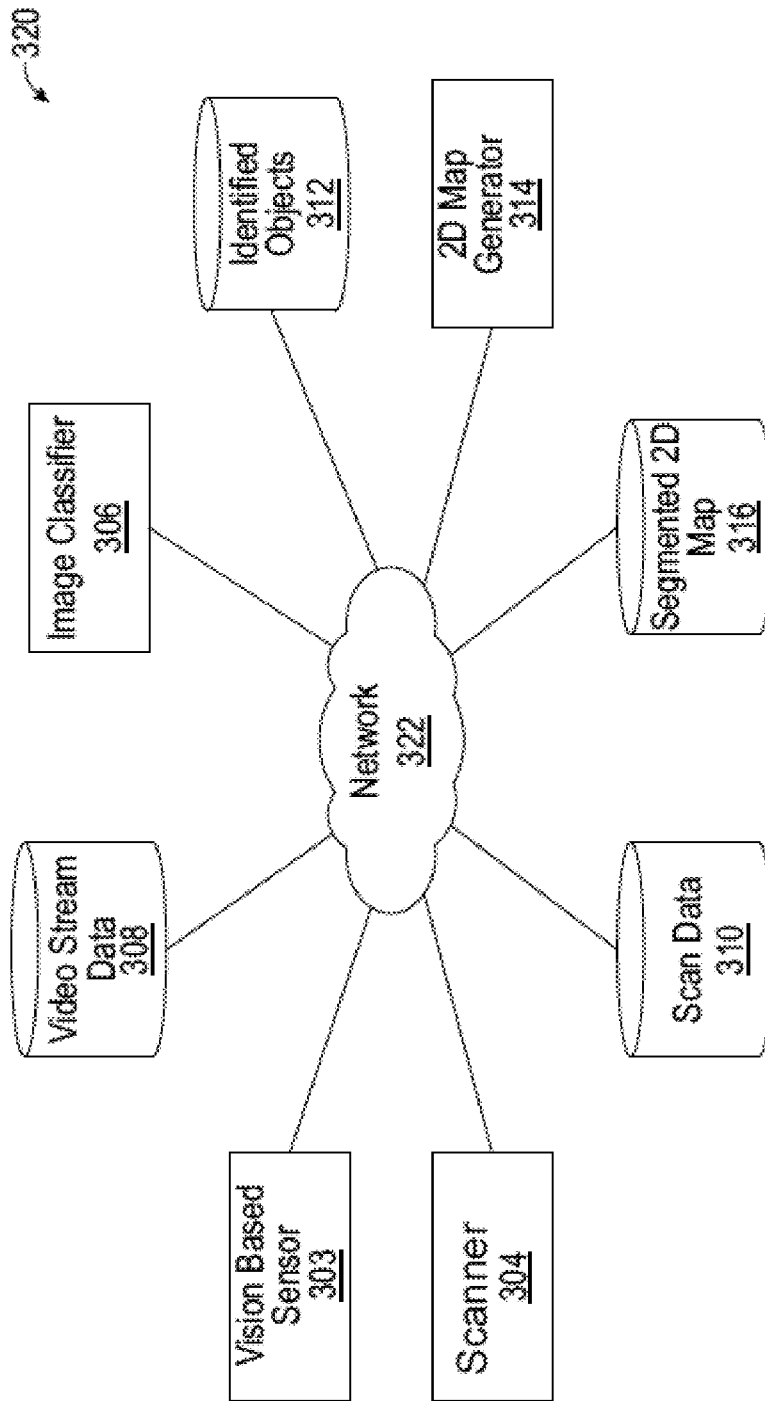 320
Video Stream
Data
308
Image Classifier
306
Identified
Objects
312
Vision Based
Sensor
303
Network
322
2D Map
Generator
314
Scanner
304
Scan Data
310
Segmented 2D
Map
316